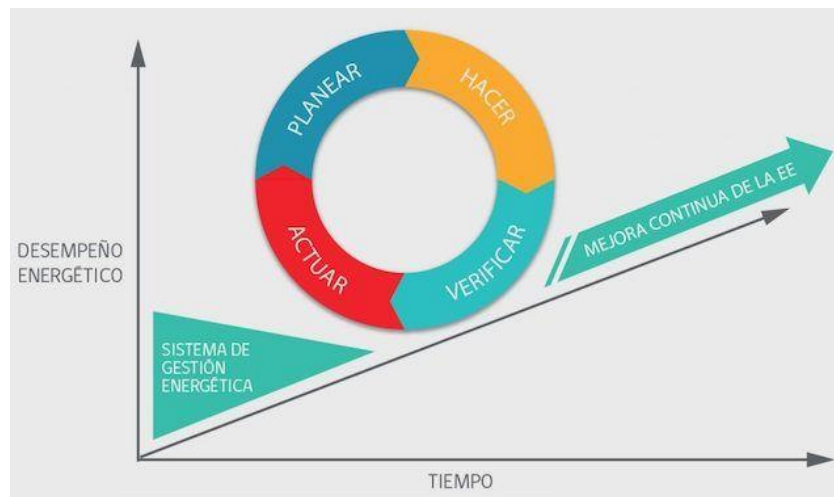 PLANEAR
HACER
ACTUAR
VERIFICAR
MEJORA CONTINUA DE LA EE
DESEMPEÑO
ENERGÉTICO
SISTEMA DE
GESTIÓN
ENERGÉTICA
TIEMPO